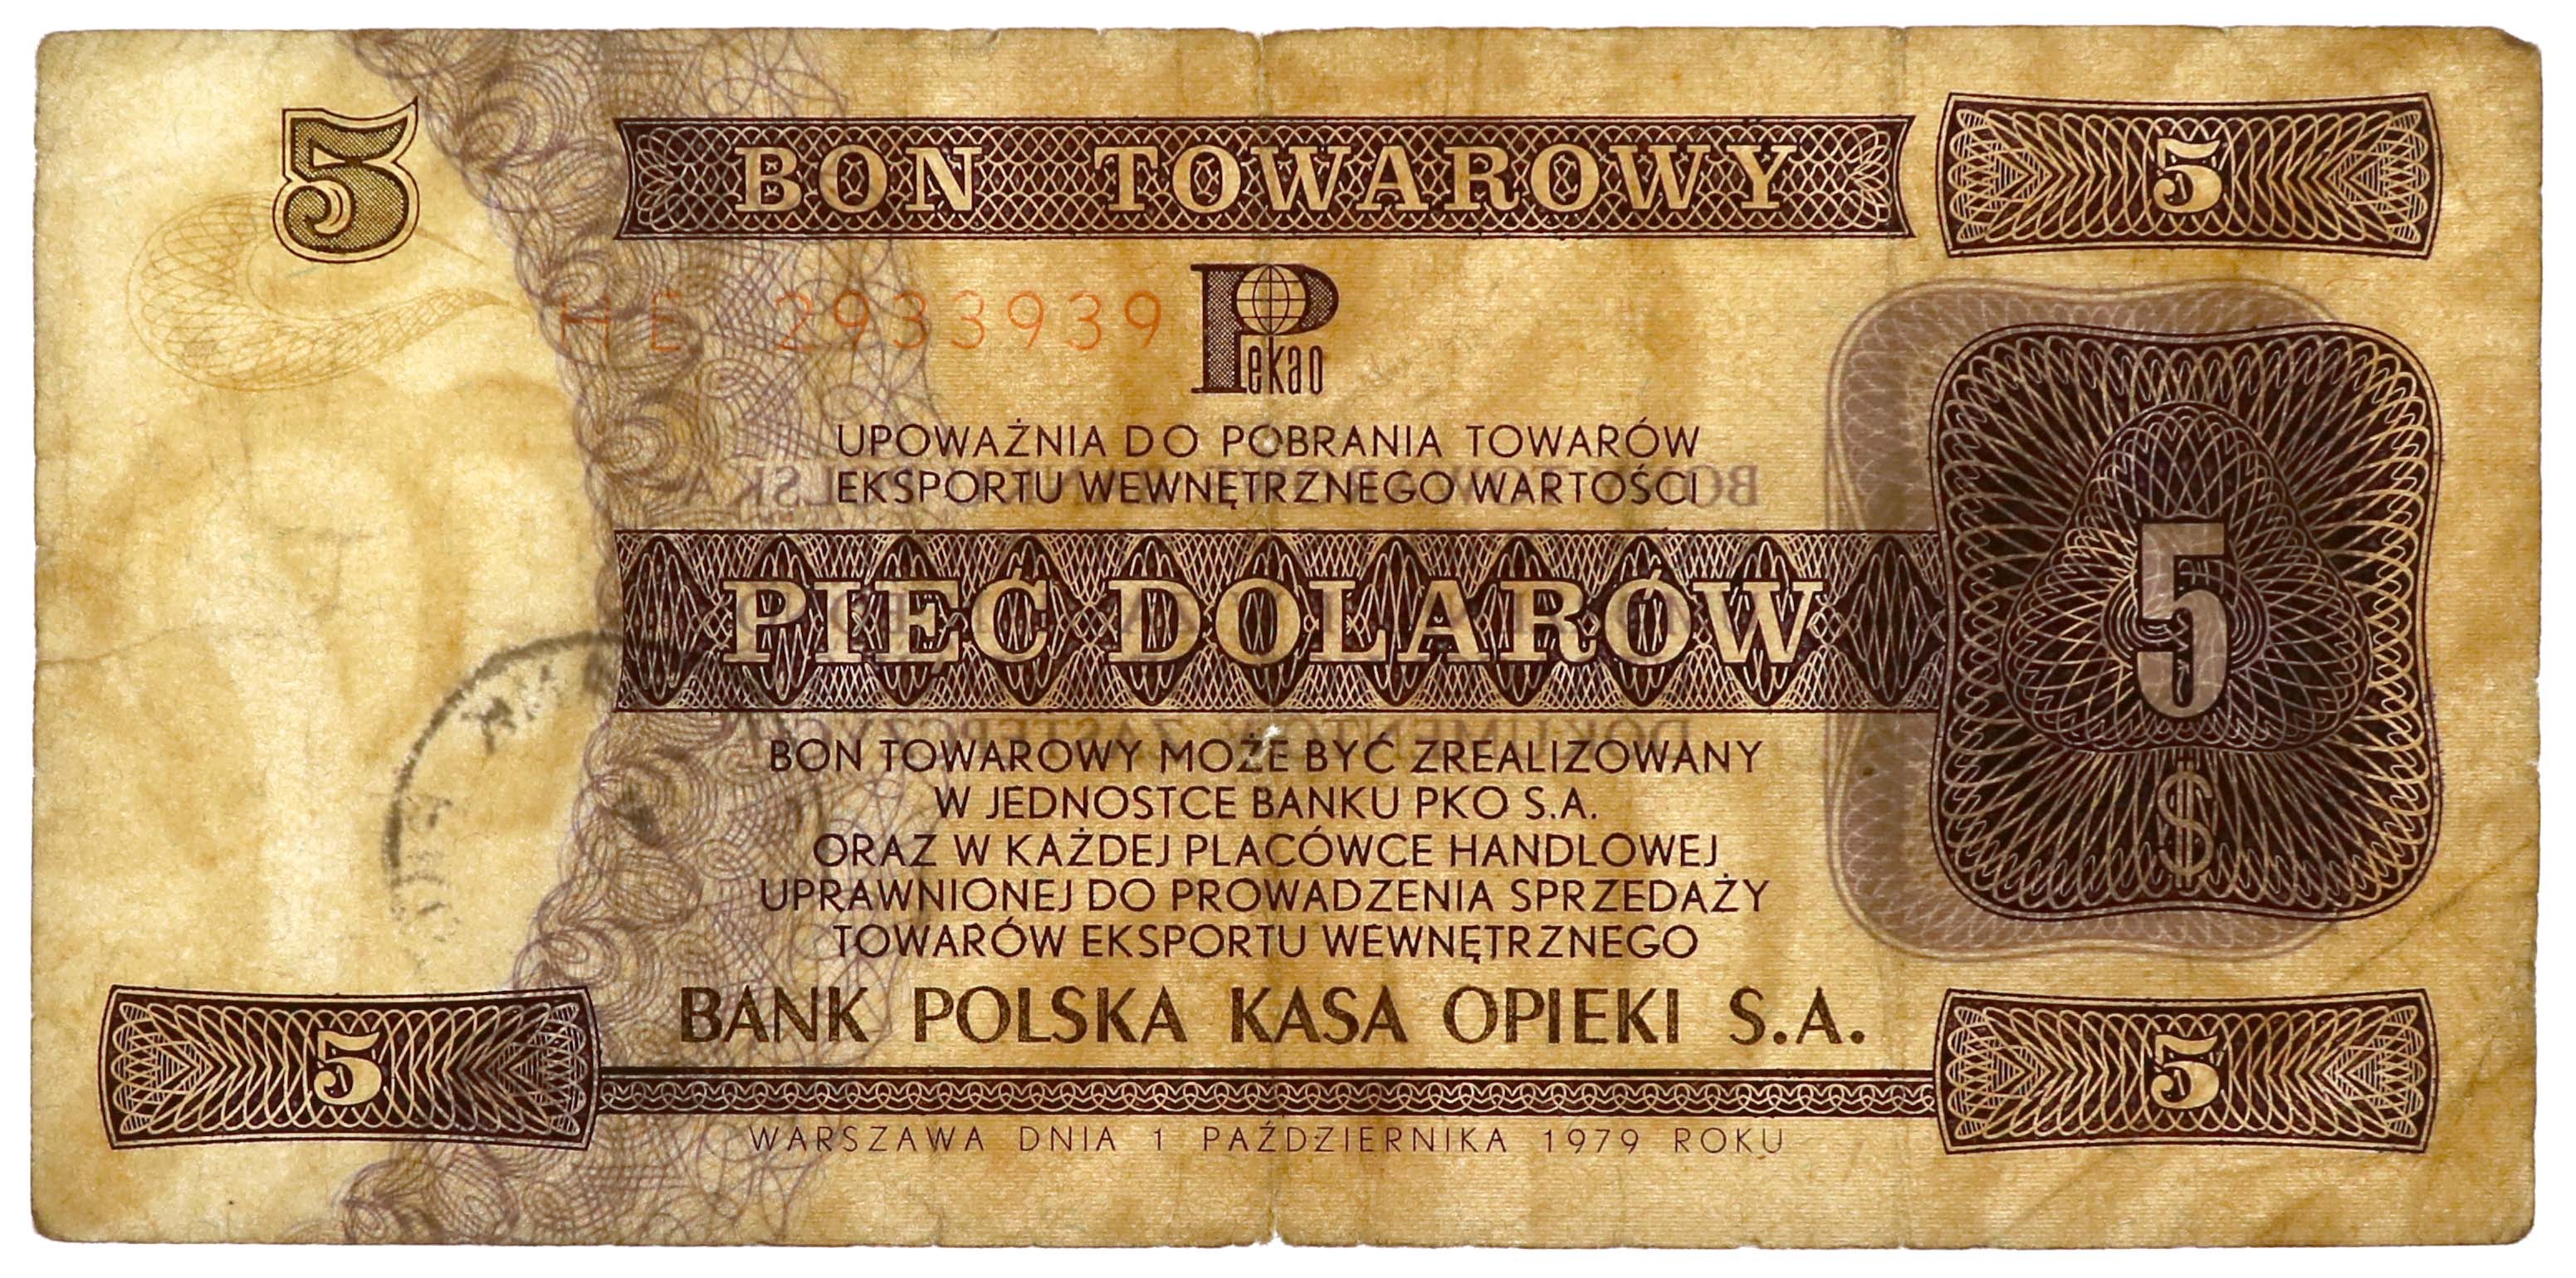 5
BON TOWAROWY
5
HE 2933939
Pekao
UPOWAŻNIA DO POBRANIA TOWARÓW
EKSPORTU WEWNĘTRZNEGO WARTOŚCI
PIĘĆ DOLARÓW
5
$
BON TOWAROWY MOŻE BYĆ ZREALIZOWANY
W JEDNOSTCE BANKU PKO S.A.
ORAZ W KAŻDEJ PLACÓWCE HANDLOWEJ
UPRAWNIONEJ DO PROWADZENIA SPRZEDAŻY
TOWARÓW EKSPORTU WEWNĘTRZNEGO
BANK POLSKA KASA OPIEKI S.A.
5
5
WARSZAWA DNIA 1 PAŹDZIERNIKA 1979 ROKU